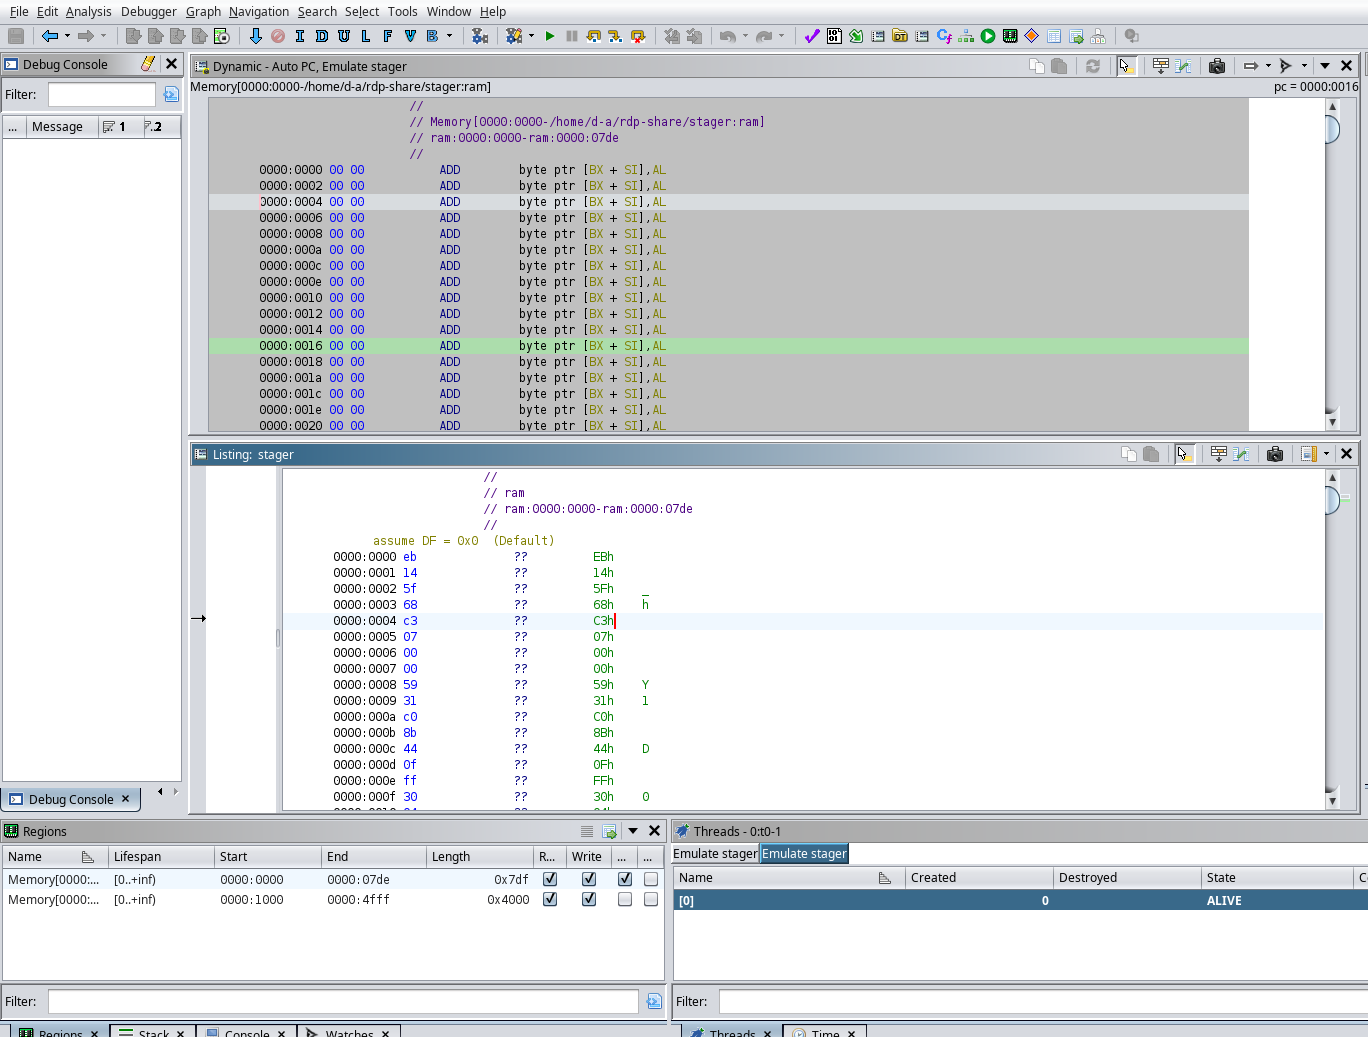 File Edit Analysis Debugger Graph Navigation Search Select Tools Window Help
I D U L F V B
Debug Console
Filter:
... Message 1 .2
Debug Console
Dynamic - Auto PC, Emulate stager
Memory[0000:0000-/home/d-a/rdp-share/stager:ram] pc = 0000:0016
//
// Memory[0000:0000-/home/d-a/rdp-share/stager:ram]
// ram:0000:0000-ram:0000:07de
//
0000:0000 00 00 ADD byte ptr [BX + SI],AL
0000:0002 00 00 ADD byte ptr [BX + SI],AL
0000:0004 00 00 ADD byte ptr [BX + SI],AL
0000:0006 00 00 ADD byte ptr [BX + SI],AL
0000:0008 00 00 ADD byte ptr [BX + SI],AL
0000:000a 00 00 ADD byte ptr [BX + SI],AL
0000:000c 00 00 ADD byte ptr [BX + SI],AL
0000:000e 00 00 ADD byte ptr [BX + SI],AL
0000:0010 00 00 ADD byte ptr [BX + SI],AL
0000:0012 00 00 ADD byte ptr [BX + SI],AL
0000:0014 00 00 ADD byte ptr [BX + SI],AL
0000:0016 00 00 ADD byte ptr [BX + SI],AL
0000:0018 00 00 ADD byte ptr [BX + SI],AL
0000:001a 00 00 ADD byte ptr [BX + SI],AL
0000:001c 00 00 ADD byte ptr [BX + SI],AL
0000:001e 00 00 ADD byte ptr [BX + SI],AL
0000:0020 00 00 ADD byte ptr [BX + SI],AL
Listing: stager
//
// ram
// ram:0000:0000-ram:0000:07de
//
assume DF = 0x0 (Default)
0000:0000 eb ?? EBh
0000:0001 14 ?? 14h
0000:0002 5f ?? 5Fh _
0000:0003 68 ?? 68h h
0000:0004 c3 ?? C3h
0000:0005 07 ?? 07h
0000:0006 00 ?? 00h
0000:0007 00 ?? 00h
0000:0008 59 ?? 59h Y
0000:0009 31 ?? 31h 1
0000:000a c0 ?? C0h
0000:000b 8b ?? 8Bh
0000:000c 44 ?? 44h D
0000:000d 0f ?? 0Fh
0000:000e ff ?? FFh
0000:000f 30 ?? 30h 0
Regions
Name Lifespan Start End Length R... Write ... ...
Memory[0000:... [0..+inf) 0000:0000 0000:07de 0x7df
Memory[0000:... [0..+inf) 0000:1000 0000:4fff 0x4000
Filter:
Regions Stack Console Watches
Threads - 0:t0-1
Emulate stager Emulate stager
Name Created Destroyed State
[0] 0 ALIVE
Filter:
Threads Time